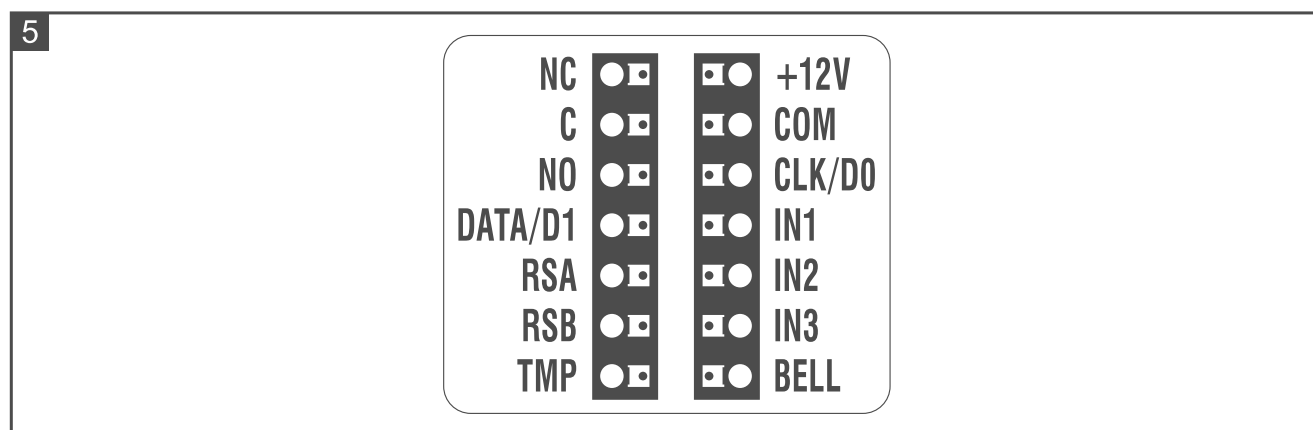 5
NC +12V
C COM
NO CLK/D0
DATA/D1 IN1
RSA IN2
RSB IN3
TMP BELL